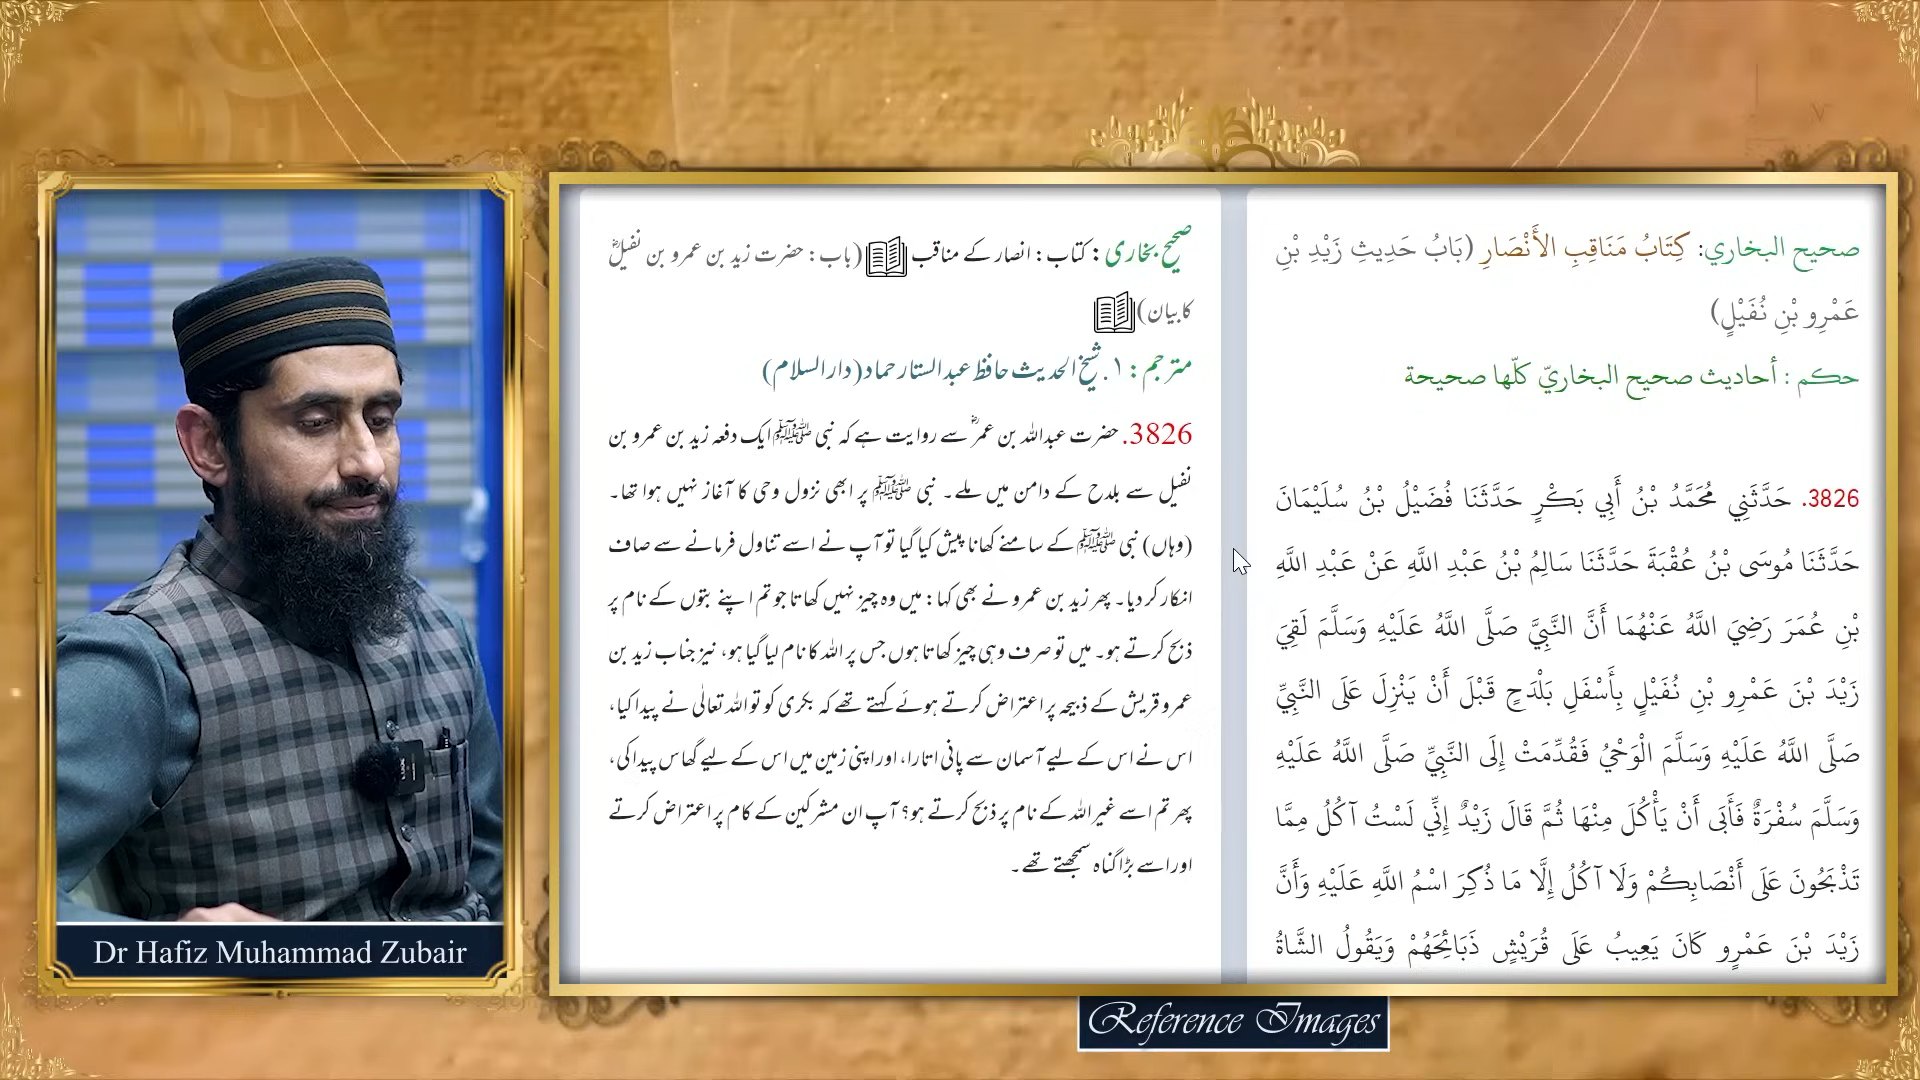 صحیح بخاری: کتاب: انصار کے مناقب (باب: حضرت زید بن عمرو بن نفیلؓ
کا بیان)
مترجم: ١. شیخ الحدیث حافظ عبد الستار حماد (دار السلام)
3826. حضرت عبداللہ بن عمرؓ سے روایت ہے کہ نبی ﷺ ایک دفعہ زید بن عمرو بن
نفیل سے بلدح کے دامن میں ملے۔ نبی ﷺ پر ابھی نزول وحی کا آغاز نہیں ہوا تھا۔
(وہاں) نبی ﷺ کے سامنے کھانا پیش کیا گیا تو آپ نے اسے تناول فرمانے سے صاف
انکار کر دیا۔ پھر زید بن عمرو نے بھی کہا: میں وہ چیز نہیں کھاتا جو تم اپنے بتوں کے نام پر
ذبح کرتے ہو۔ میں تو صرف وہی چیز کھاتا ہوں جس پر اللہ کا نام لیا گیا ہو، نیز جناب زید بن
عمرو قریش کے ذبیحہ پر اعتراض کرتے ہوئے کہتے تھے کہ بکری کو تو اللہ تعالٰی نے پیدا کیا،
اس نے اس کے لیے آسمان سے پانی اتارا، اور اپنی زمین میں اس کے لیے گھاس پیدا کی،
پھر تم اسے غیر اللہ کے نام پر ذبح کرتے ہو؟ آپ ان مشرکین کے کام پر اعتراض کرتے
اور اسے بڑا گناہ سمجھتے تھے۔
صحيح البخاري: كِتَابُ مَنَاقِبِ الأَنْصَارِ (بَابُ حَدِيثِ زَيْدِ بْنِ
عَمْرِو بْنِ نُفَيْلٍ)
حكم : أحاديث صحيح البخاريّ كلّها صحيحة
3826. حَدَّثَنِي مُحَمَّدُ بْنُ أَبِي بَكْرٍ حَدَّثَنَا فُضَيْلُ بْنُ سُلَيْمَانَ
حَدَّثَنَا مُوسَى بْنُ عُقْبَةَ حَدَّثَنَا سَالِمُ بْنُ عَبْدِ اللَّهِ عَنْ عَبْدِ اللَّهِ
بْنِ عُمَرَ رَضِيَ اللَّهُ عَنْهُمَا أَنَّ النَّبِيَّ صَلَّى اللَّهُ عَلَيْهِ وَسَلَّمَ لَقِيَ
زَيْدَ بْنَ عَمْرِو بْنِ نُفَيْلٍ بِأَسْفَلِ بَلْدَحٍ قَبْلَ أَنْ يَنْزِلَ عَلَى النَّبِيِّ
صَلَّى اللَّهُ عَلَيْهِ وَسَلَّمَ الْوَحْيُ فَقُدِّمَتْ إِلَى النَّبِيِّ صَلَّى اللَّهُ عَلَيْهِ
وَسَلَّمَ سُفْرَةٌ فَأَبَى أَنْ يَأْكُلَ مِنْهَا ثُمَّ قَالَ زَيْدٌ إِنِّي لَسْتُ آكُلُ مِمَّا
تَذْبَحُونَ عَلَى أَنْصَابِكُمْ وَلَا آكُلُ إِلَّا مَا ذُكِرَ اسْمُ اللَّهِ عَلَيْهِ وَأَنَّ
زَيْدَ بْنَ عَمْرٍو كَانَ يَعِيبُ عَلَى قُرَيْشٍ ذَبَائِحَهُمْ وَيَقُولُ الشَّاةُ
Dr Hafiz Muhammad Zubair
Reference Images